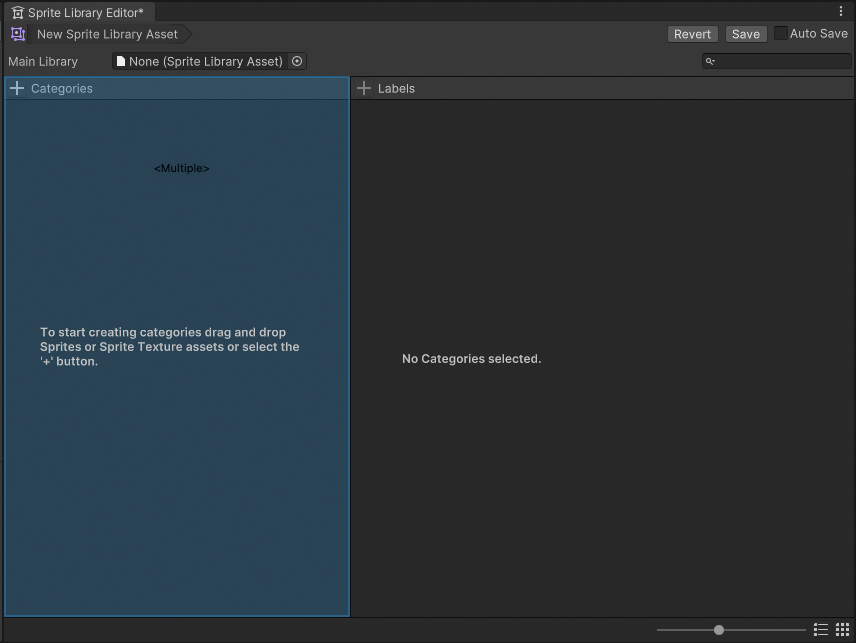 Sprite Library Editor*
New Sprite Library Asset
Revert
Save
Auto Save
Main Library
None (Sprite Library Asset)
Categories
Labels
<Multiple>
To start creating categories drag and drop
Sprites or Sprite Texture assets or select the
'+' button.
No Categories selected.